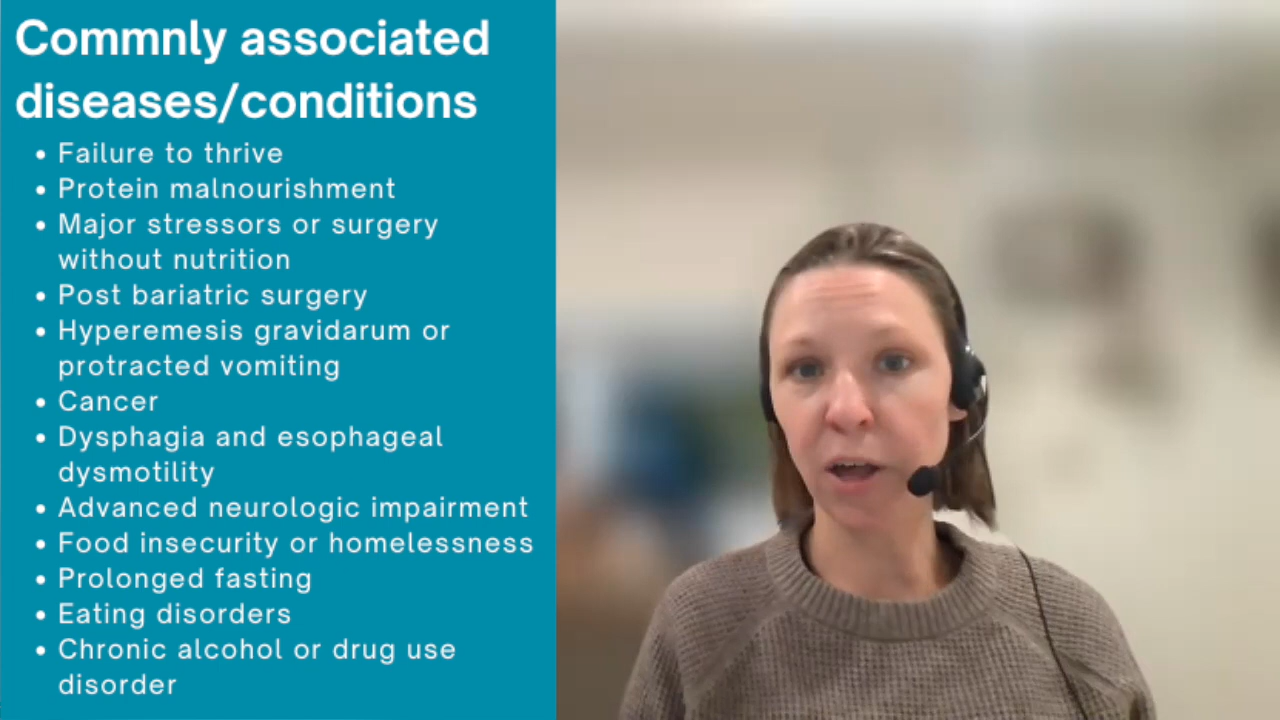 Commnly associated
diseases/conditions
• Failure to thrive
• Protein malnourishment
• Major stressors or surgery
without nutrition
• Post bariatric surgery
• Hyperemesis gravidarum or
protracted vomiting
• Cancer
• Dysphagia and esophageal
dysmotility
• Advanced neurologic impairment
• Food insecurity or homelessness
• Prolonged fasting
• Eating disorders
• Chronic alcohol or drug use
disorder